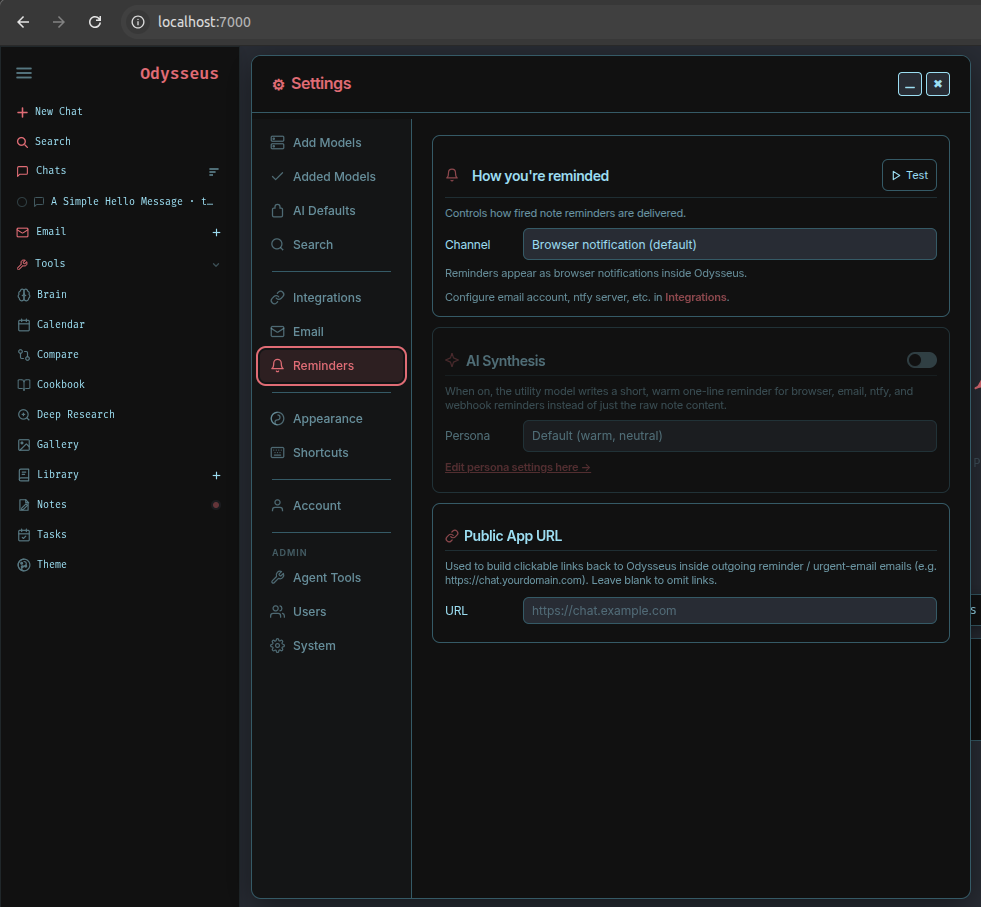 localhost:7000
Odysseus
New Chat
Search
Chats
A Simple Hello Message · t…
Email
Tools
Brain
Calendar
Compare
Cookbook
Deep Research
Gallery
Library
Notes
Tasks
Theme
Settings
Add Models
Added Models
AI Defaults
Search
Integrations
Email
Reminders
Appearance
Shortcuts
Account
ADMIN
Agent Tools
Users
System
How you're reminded
Test
Controls how fired note reminders are delivered.
Channel
Browser notification (default)
Reminders appear as browser notifications inside Odysseus.
Configure email account, ntfy server, etc. in Integrations.
AI Synthesis
When on, the utility model writes a short, warm one-line reminder for browser, email, ntfy, and
webhook reminders instead of just the raw note content.
Persona
Default (warm, neutral)
Edit persona settings here →
Public App URL
Used to build clickable links back to Odysseus inside outgoing reminder / urgent-email emails (e.g.
https://chat.yourdomain.com). Leave blank to omit links.
URL
https://chat.example.com